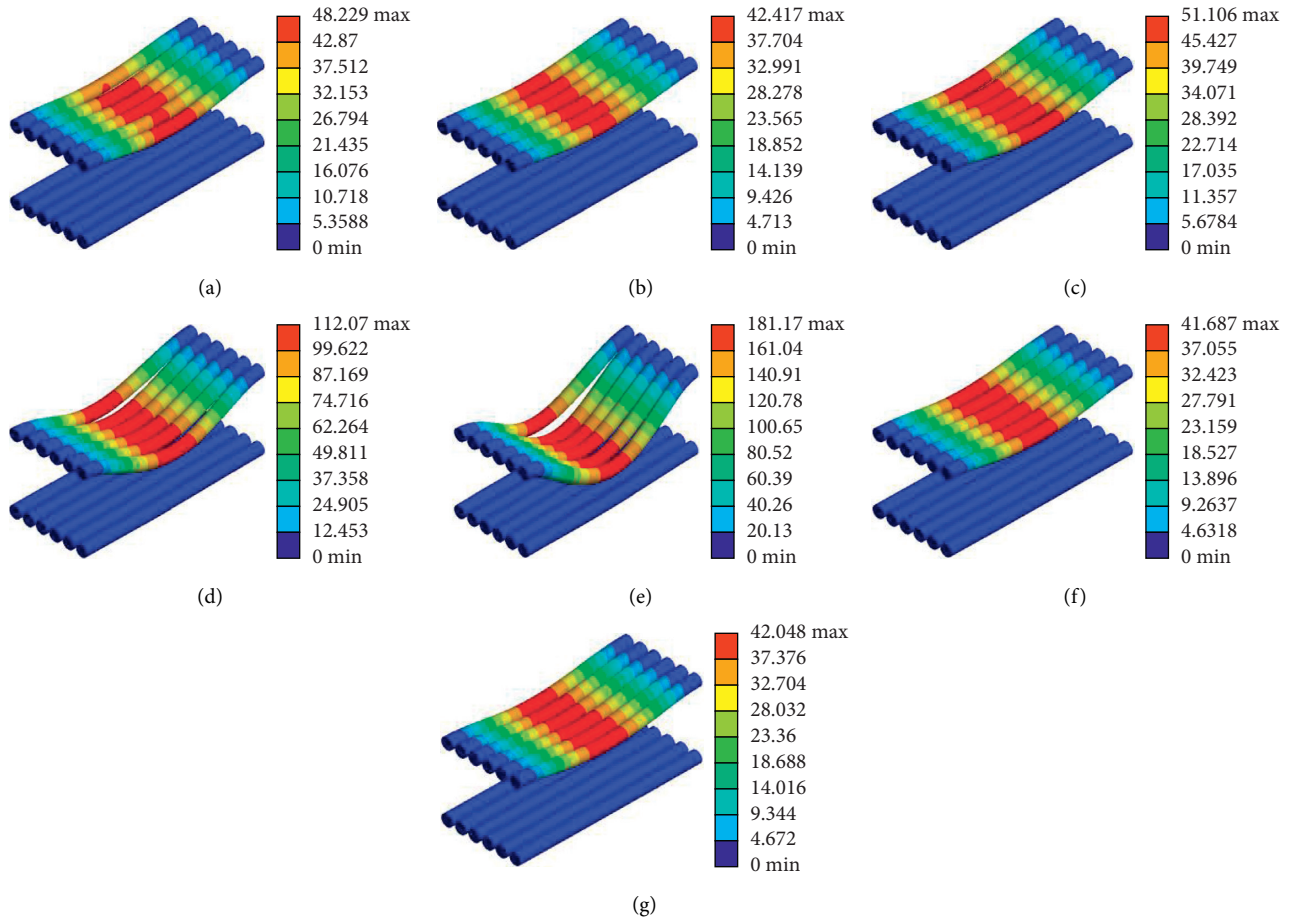 48.229 max
42.87
37.512
32.153
26.794
21.435
16.076
10.718
5.3588
0 min
(a)
42.417 max
37.704
32.991
28.278
23.565
18.852
14.139
9.426
4.713
0 min
(b)
51.106 max
45.427
39.749
34.071
28.392
22.714
17.035
11.357
5.6784
0 min
(c)
112.07 max
99.622
87.169
74.716
62.264
49.811
37.358
24.905
12.453
0 min
(d)
181.17 max
161.04
140.91
120.78
100.65
80.52
60.39
40.26
20.13
0 min
(e)
41.687 max
37.055
32.423
27.791
23.159
18.527
13.896
9.2637
4.6318
0 min
(f)
42.048 max
37.376
32.704
28.032
23.36
18.688
14.016
9.344
4.672
0 min
(g)